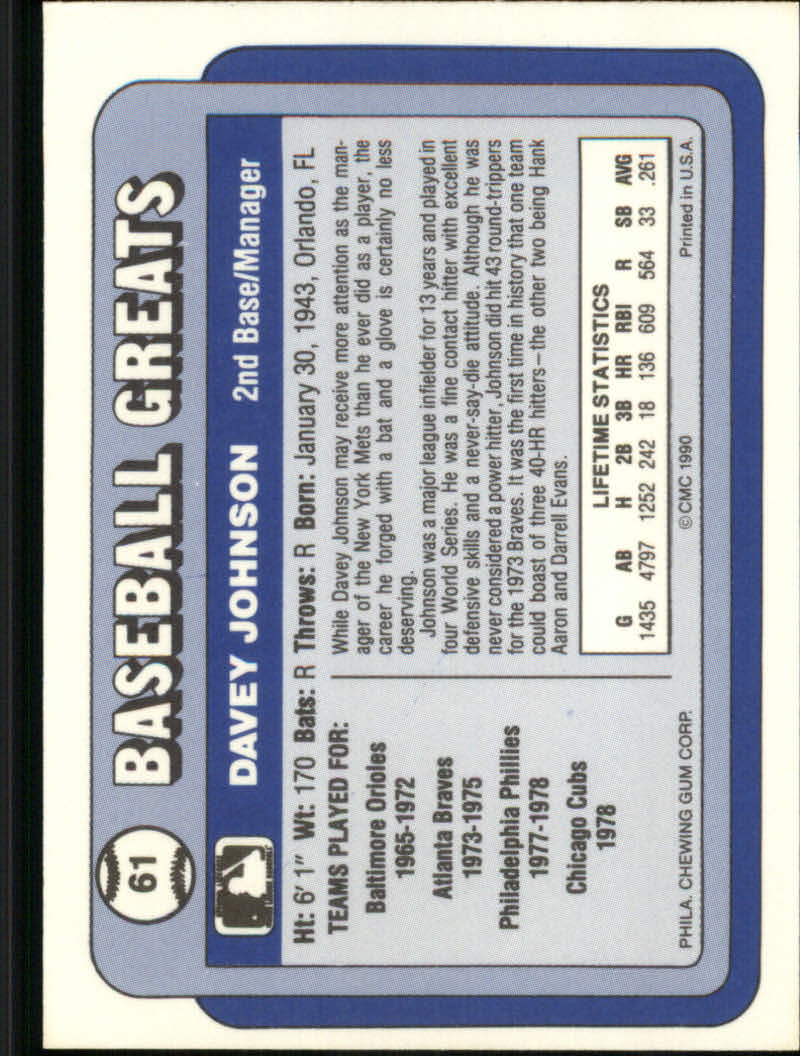 61
BASEBALL GREATS
DAVEY JOHNSON 2nd Base/Manager
Ht: 6' 1" Wt: 170 Bats: R Throws: R Born: January 30, 1943, Orlando, FL
TEAMS PLAYED FOR:
Baltimore Orioles
1965-1972
Atlanta Braves
1973-1975
Philadelphia Phillies
1977-1978
Chicago Cubs
1978
While Davey Johnson may receive more attention as the man-
ager of the New York Mets than he ever did as a player, the
career he forged with a bat and a glove is certainly no less
deserving.
Johnson was a major league infielder for 13 years and played in
four World Series. He was a fine contact hitter with excellent
defensive skills and a never-say-die attitude. Although he was
never considered a power hitter, Johnson did hit 43 round-trippers
for the 1973 Braves. It was the first time in history that one team
could boast of three 40-HR hitters—the other two being Hank
Aaron and Darrell Evans.
LIFETIME STATISTICS
G AB H 2B 3B HR RBI R SB AVG
1435 4797 1252 242 18 136 609 564 33 .261
PHILA. CHEWING GUM CORP. ©CMC 1990 Printed in U.S.A.